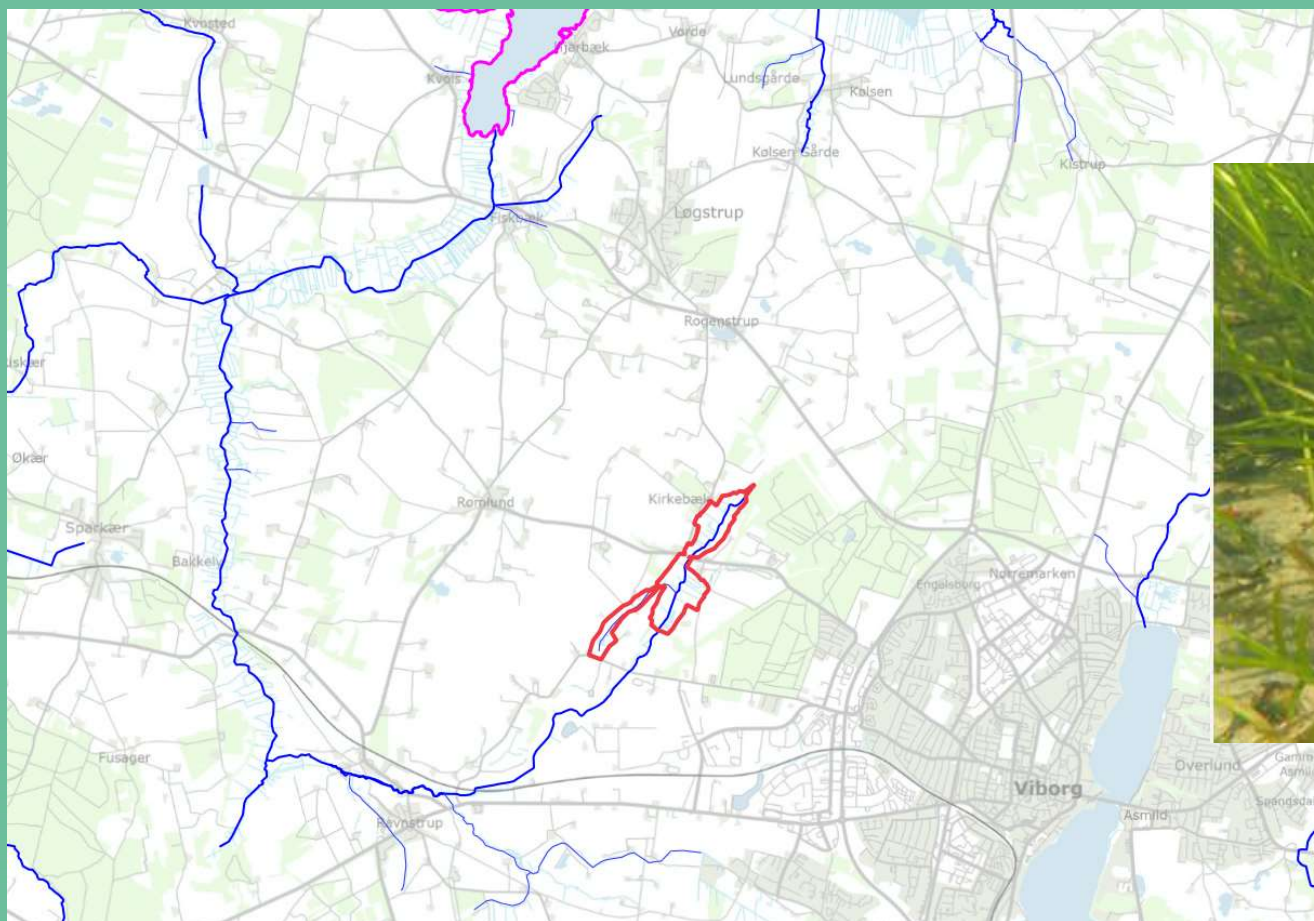 Kvosted
Vorde
Hjarbæk
Kvols
Lundsgårde
Kølsen
Kølsen Gårde
Kistrup
Løgstrup
Fiskbæk
Rogenstrup
Økær
Romlund
Kirkebæk
Sparkær
Bakkely
Engelsborg
Nørremarken
Fusager
Viborg
Overlund
Asmild
Ravnstrup